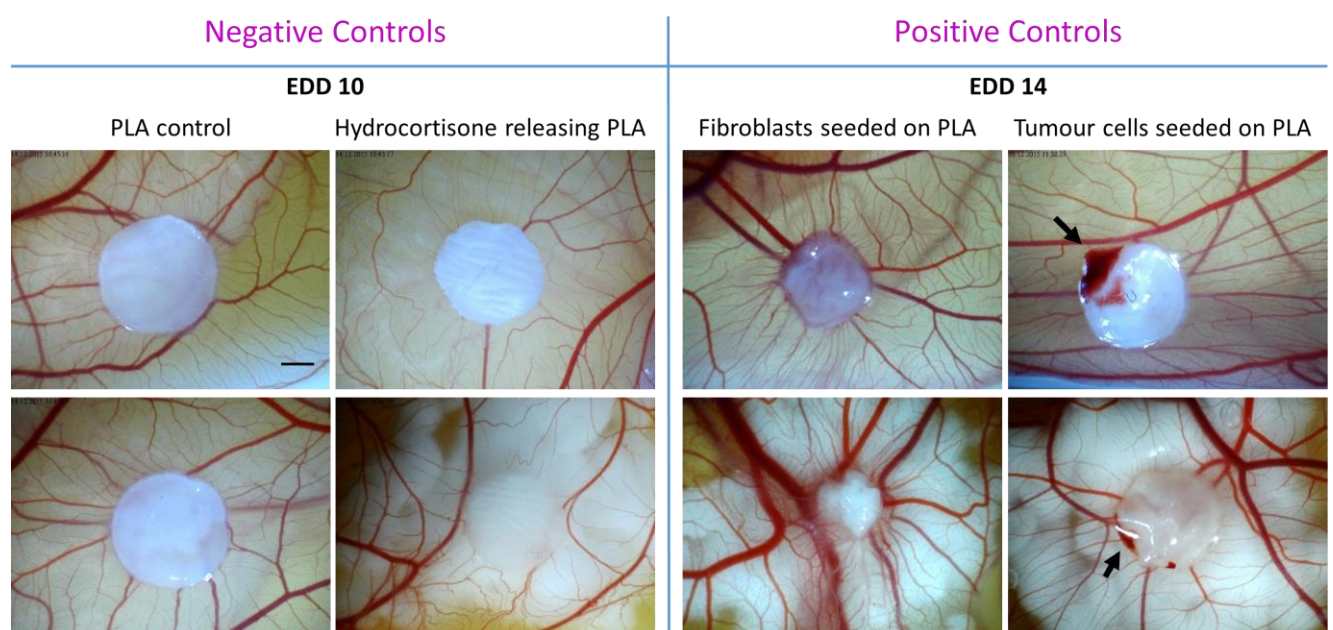 Negative Controls
Positive Controls
EDD 10
EDD 14
PLA control
Hydrocortisone releasing PLA
Fibroblasts seeded on PLA
Tumour cells seeded on PLA